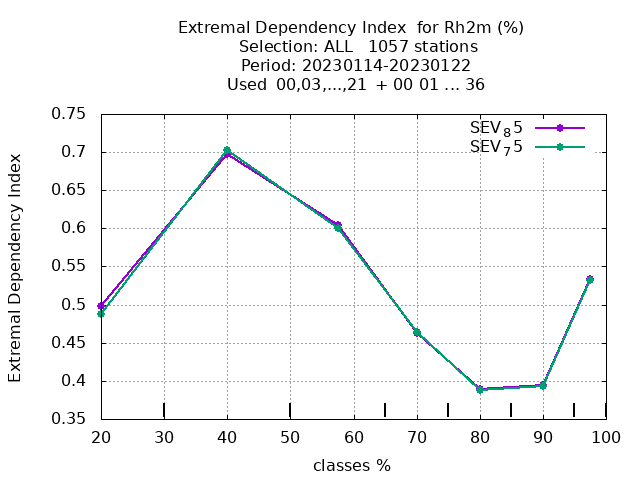 Extremal Dependency Index  for Rh2m (%)
Selection: ALL   1057 stations
Period: 20230114-20230122
Used  00,03,...,21  + 00 01 ... 36
SEV₈5
SEV₇5
0.75
0.7
0.65
0.6
0.55
0.5
0.45
0.4
0.35
Extremal Dependency Index
20 30 40 50 60 70 80 90 100
classes %